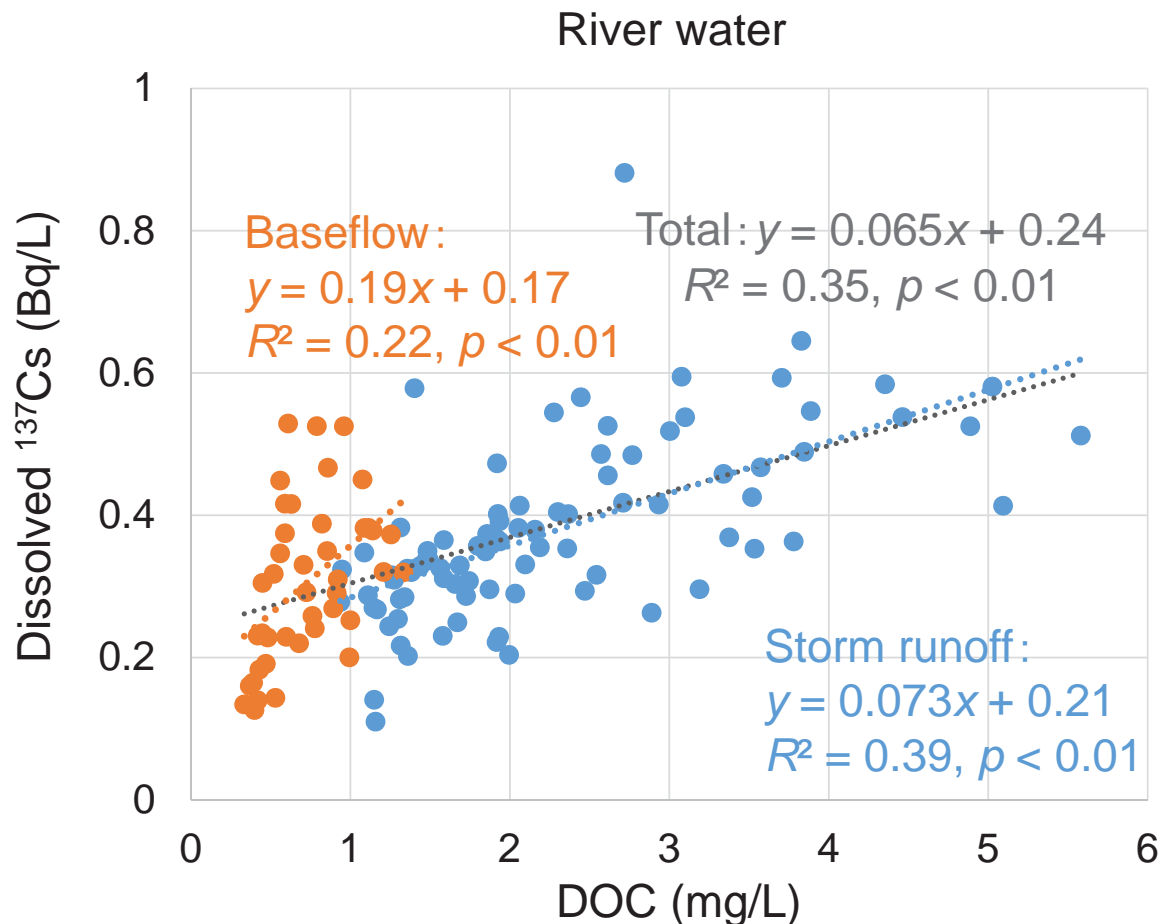 River water
Dissolved ¹³⁷Cs (Bq/L)
1
0.8
0.6
0.4
0.2
0
Baseflow:
y = 0.19x + 0.17
R² = 0.22, p < 0.01
Total: y = 0.065x + 0.24
R² = 0.35, p < 0.01
Storm runoff:
y = 0.073x + 0.21
R² = 0.39, p < 0.01
0 1 2 3 4 5 6
DOC (mg/L)